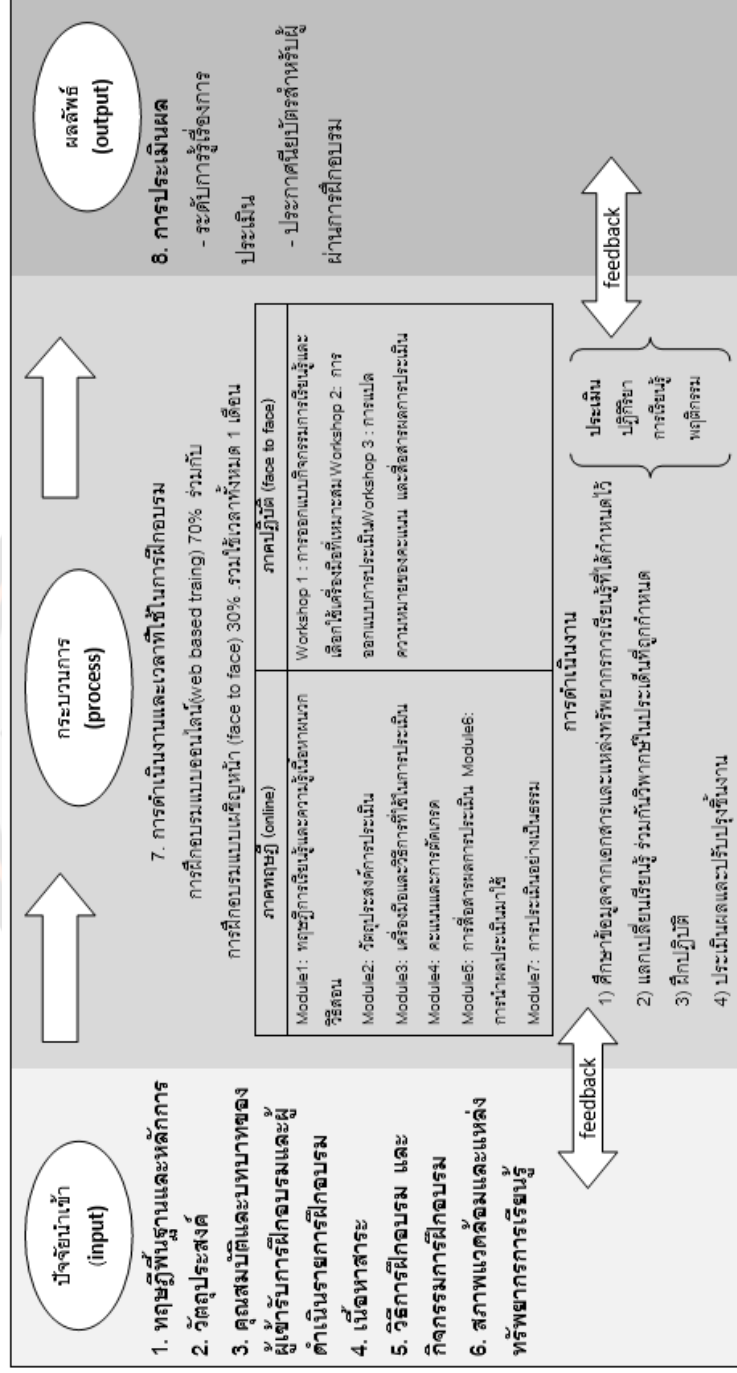 ปัจจัยนำเข้า
(input)
1. ทฤษฎีพื้นฐานและหลักการ
2. วัตถุประสงค์
3. คุณสมบัติและบทบาทของ
ผู้เข้ารับการฝึกอบรมและผู้
ดำเนินรายการฝึกอบรม
4. เนื้อหาสาระ
5. วิธีการฝึกอบรม และ
กิจกรรมการฝึกอบรม
6. สภาพแวดล้อมและแหล่ง
ทรัพยากรการเรียนรู้
feedback
กระบวนการ
(process)
7. การดำเนินงานและเวลาที่ใช้ในการฝึกอบรม
การฝึกอบรมแบบออนไลน์(web based traing) 70% ร่วมกับ
การฝึกอบรมแบบเผชิญหน้า (face to face) 30% .รวมใช้เวลาทั้งหมด 1 เดือน
ภาคทฤษฎี (online)
Module1: ทฤษฎีการเรียนรู้และความรู้เนื้อหาผนวก
วิธีสอน
Module2: วัตถุประสงค์การประเมิน
Module3: เครื่องมือและวิธีการที่ใช้ในการประเมิน
Module4: คะแนนและการตัดเกรด
Module5: การสื่อสารผลการประเมิน Module6:
การนำผลประเมินมาใช้
Module7: การประเมินอย่างเป็นธรรม
ภาคปฏิบัติ (face to face)
Workshop 1 : การออกแบบกิจกรรมการเรียนรู้และ
เลือกใช้เครื่องมือที่เหมาะสม Workshop 2: การ
ออกแบบการประเมินWorkshop 3 : การแปล
ความหมายของคะแนน และสื่อสารผลการประเมิน
การดำเนินงาน
1) ศึกษาข้อมูลจากเอกสารและแหล่งทรัพยากรการเรียนรู้ที่ได้กำหนดไว้
2) แลกเปลี่ยนเรียนรู้ ร่วมกันวิพากษ์ในประเด็นที่ถูกกำหนด
3) ฝึกปฏิบัติ
4) ประเมินผลและปรับปรุงชิ้นงาน
ประเมิน
ปฏิกิริยา
การเรียนรู้
พฤติกรรม
feedback
ผลลัพธ์
(output)
8. การประเมินผล
- ระดับการรู้เรื่องการ
ประเมิน
- ประกาศนียบัตรสำหรับผู้
ผ่านการฝึกอบรม